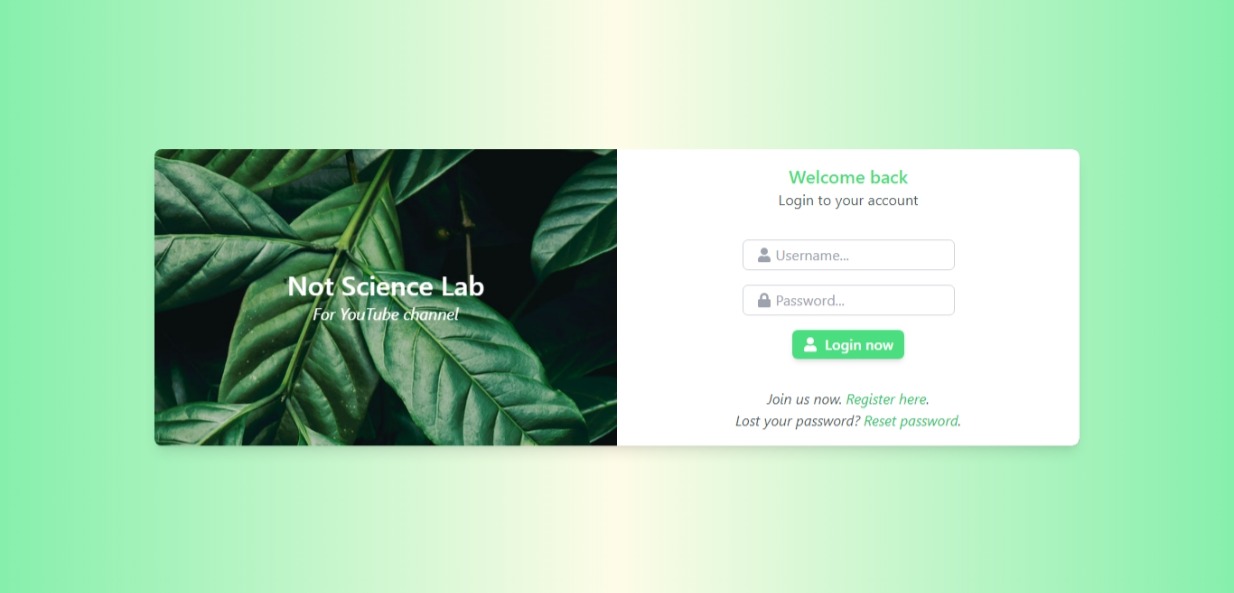 Not Science Lab
For YouTube channel
Welcome back
Login to your account
Username...
Password...
Login now
Join us now. Register here.
Lost your password? Reset password.